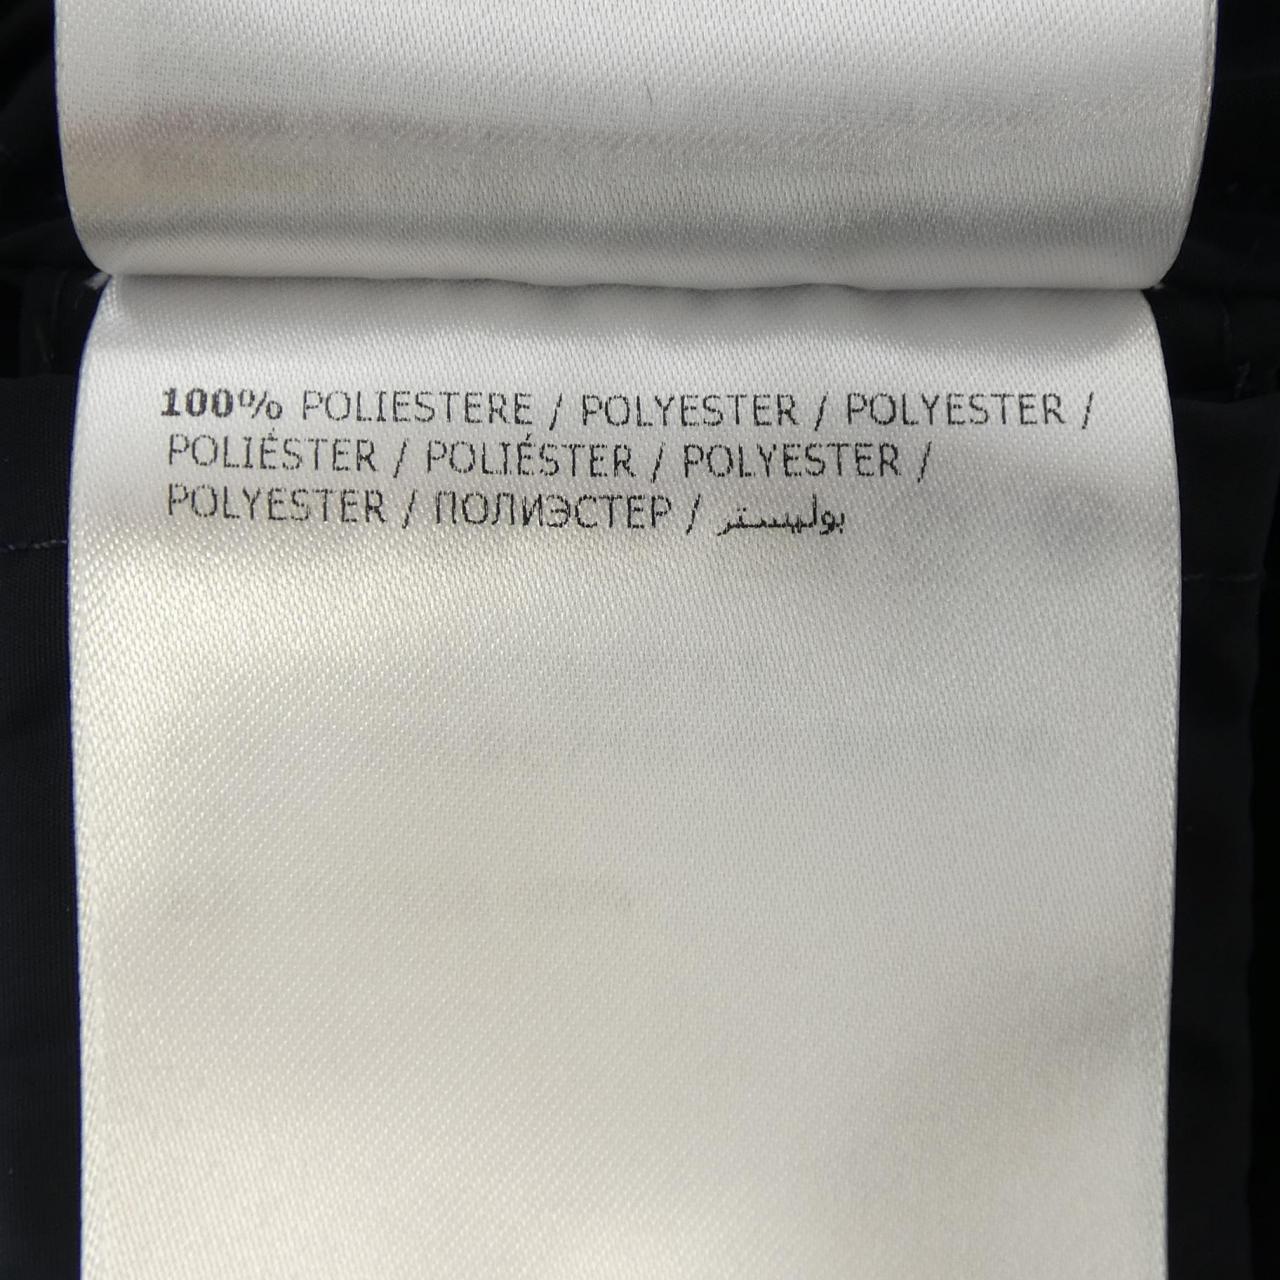 100% POLIESTERE / POLYESTER / POLYESTER /
POLIÉSTER / POLIÉSTER / POLYESTER /
POLYESTER / ПОЛИЭСТЕР / بوليستر